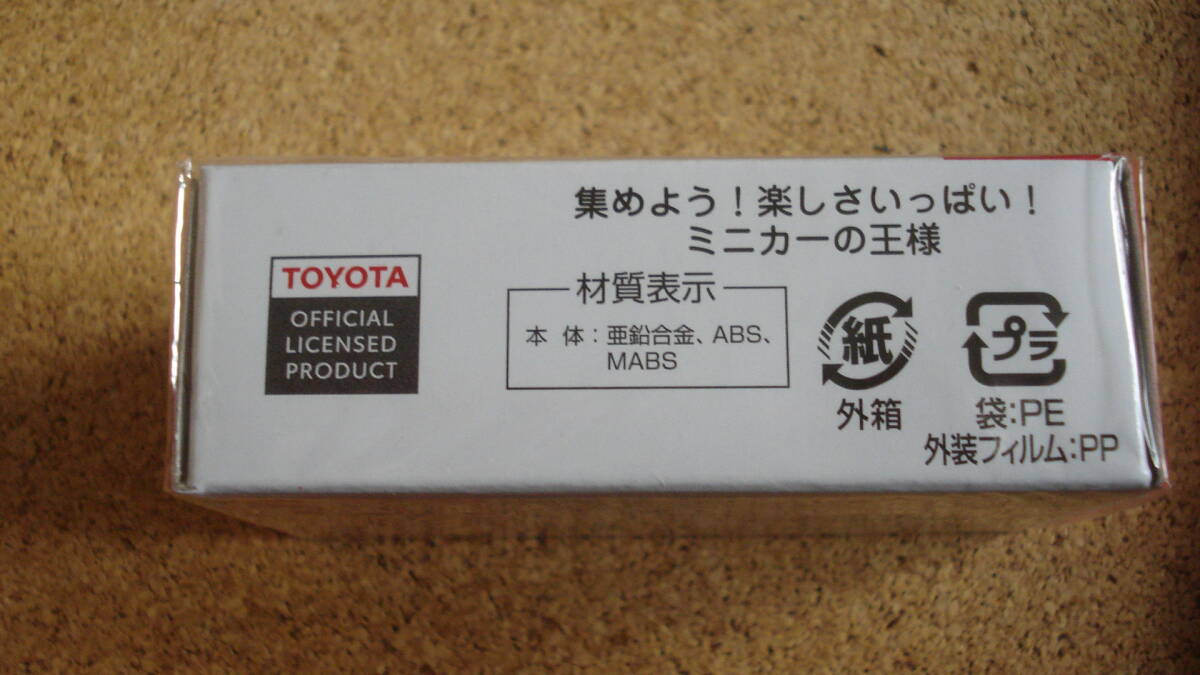 集めよう！楽しさいっぱい！
ミニカーの王様
TOYOTA
OFFICIAL
LICENSED
PRODUCT
材質表示
本体：亜鉛合金、ABS、
MABS
紙
外箱
プラ
袋:PE
外装フィルム:PP